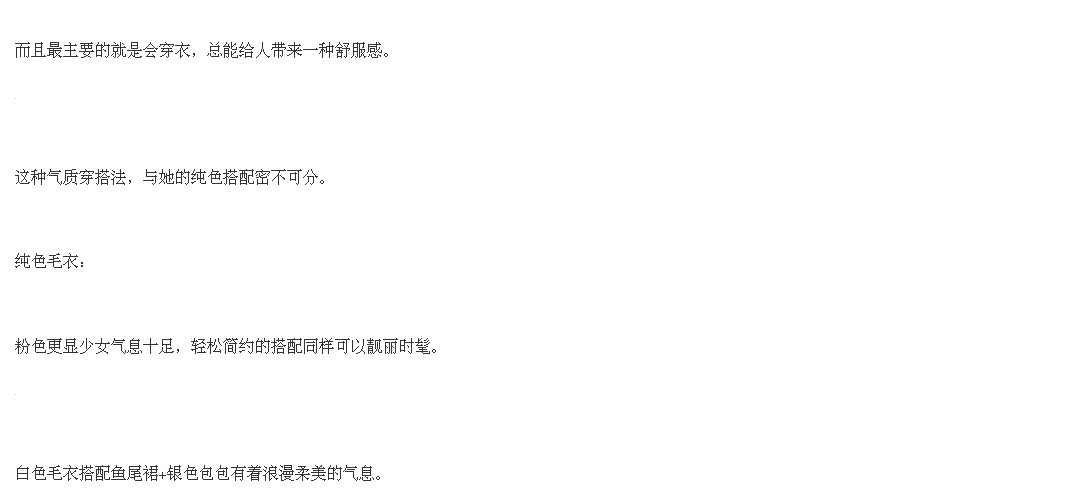 而且最主要的就是会穿衣，总能给人带来一种舒服感。
这种气质穿搭法，与她的纯色搭配密不可分。
纯色毛衣：
粉色更显少女气息十足，轻松简约的搭配同样可以靓丽时髦。
白色毛衣搭配鱼尾裙+银色包包有着浪漫柔美的气息。